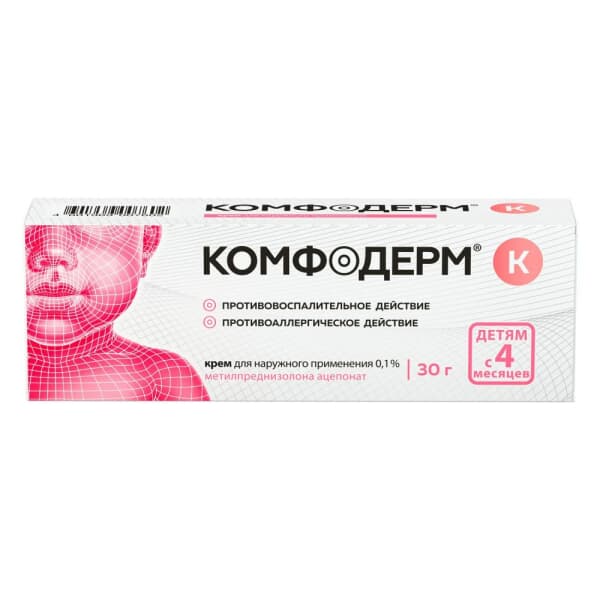 КОМФОДЕРМ® К
КОМФОДЕРМ® К
ПРОТИВОВОСПАЛИТЕЛЬНОЕ ДЕЙСТВИЕ
ПРОТИВОАЛЛЕРГИЧЕСКОЕ ДЕЙСТВИЕ
крем для наружного применения 0,1%
метилпреднизолона ацепонат
30 г
ДЕТЯМ
с 4
месяцев